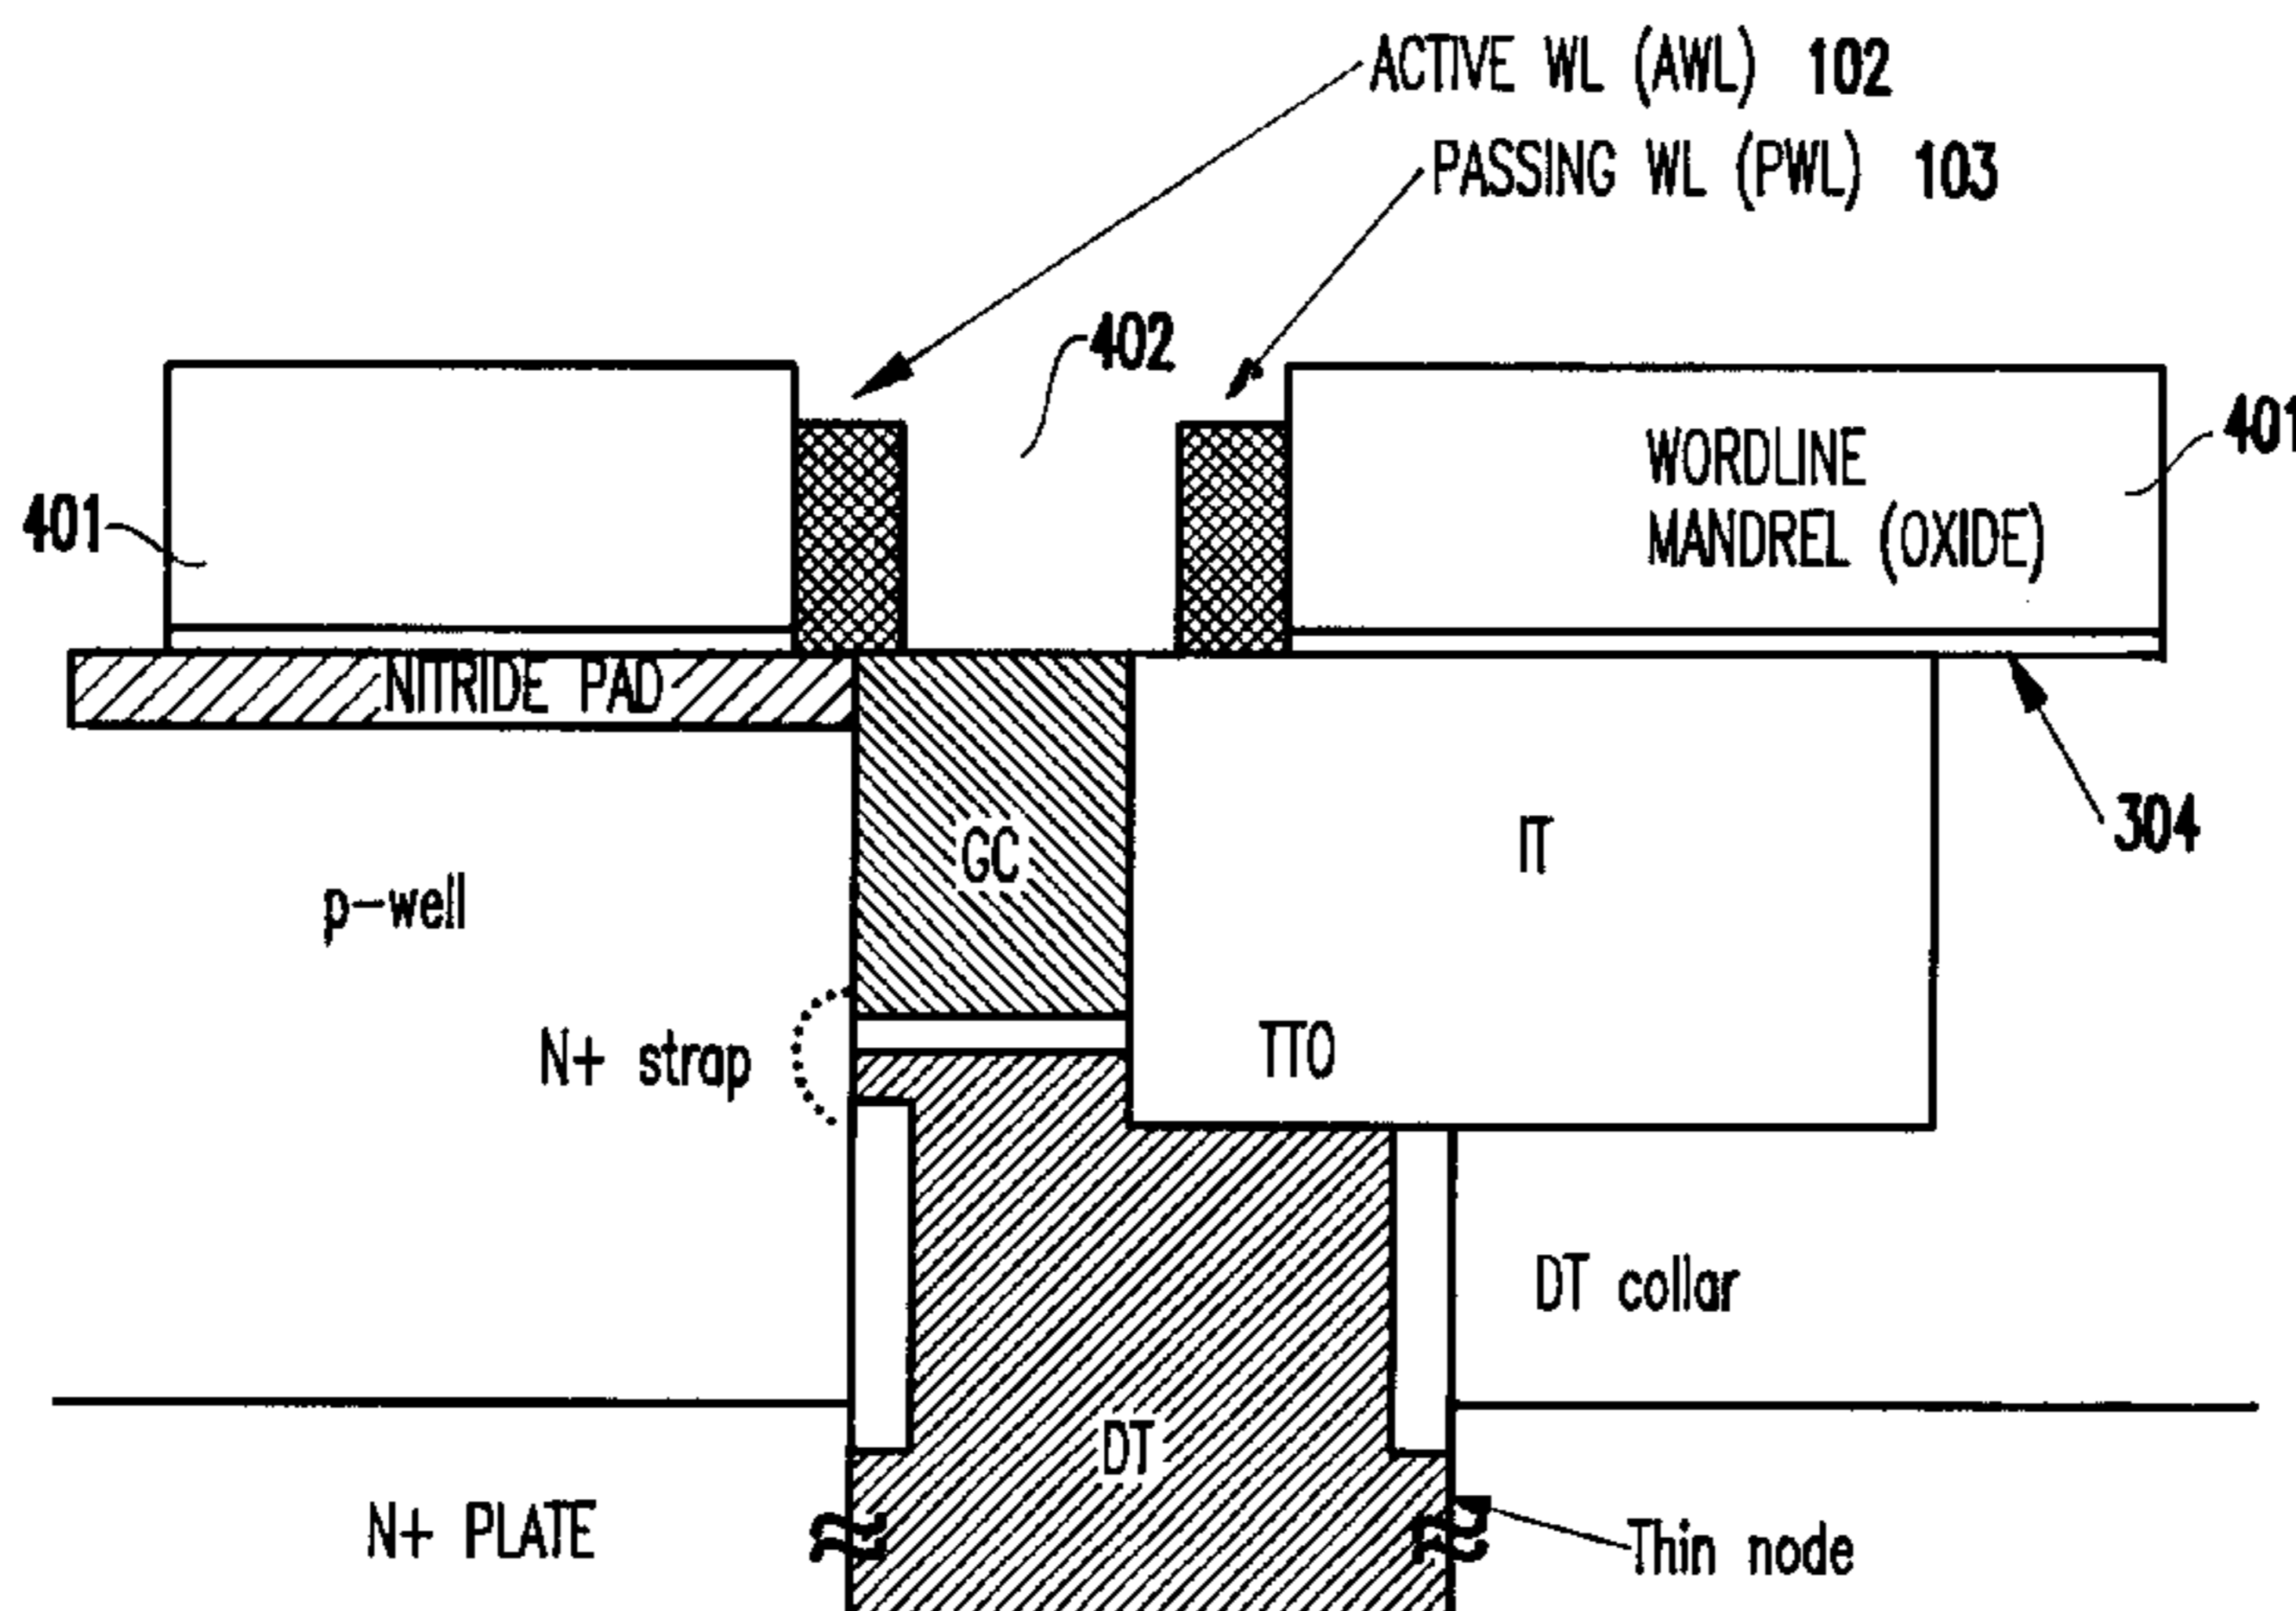 ACTIVE WL (AWL) 102
PASSING WL (PWL) 103
402
401
WORDLINE
MANDREL (OXIDE)
401
NITRIDE PAD
304
GC
IT
p-well
N+ strap
TTO
DT collar
DT
N+ PLATE
Thin node